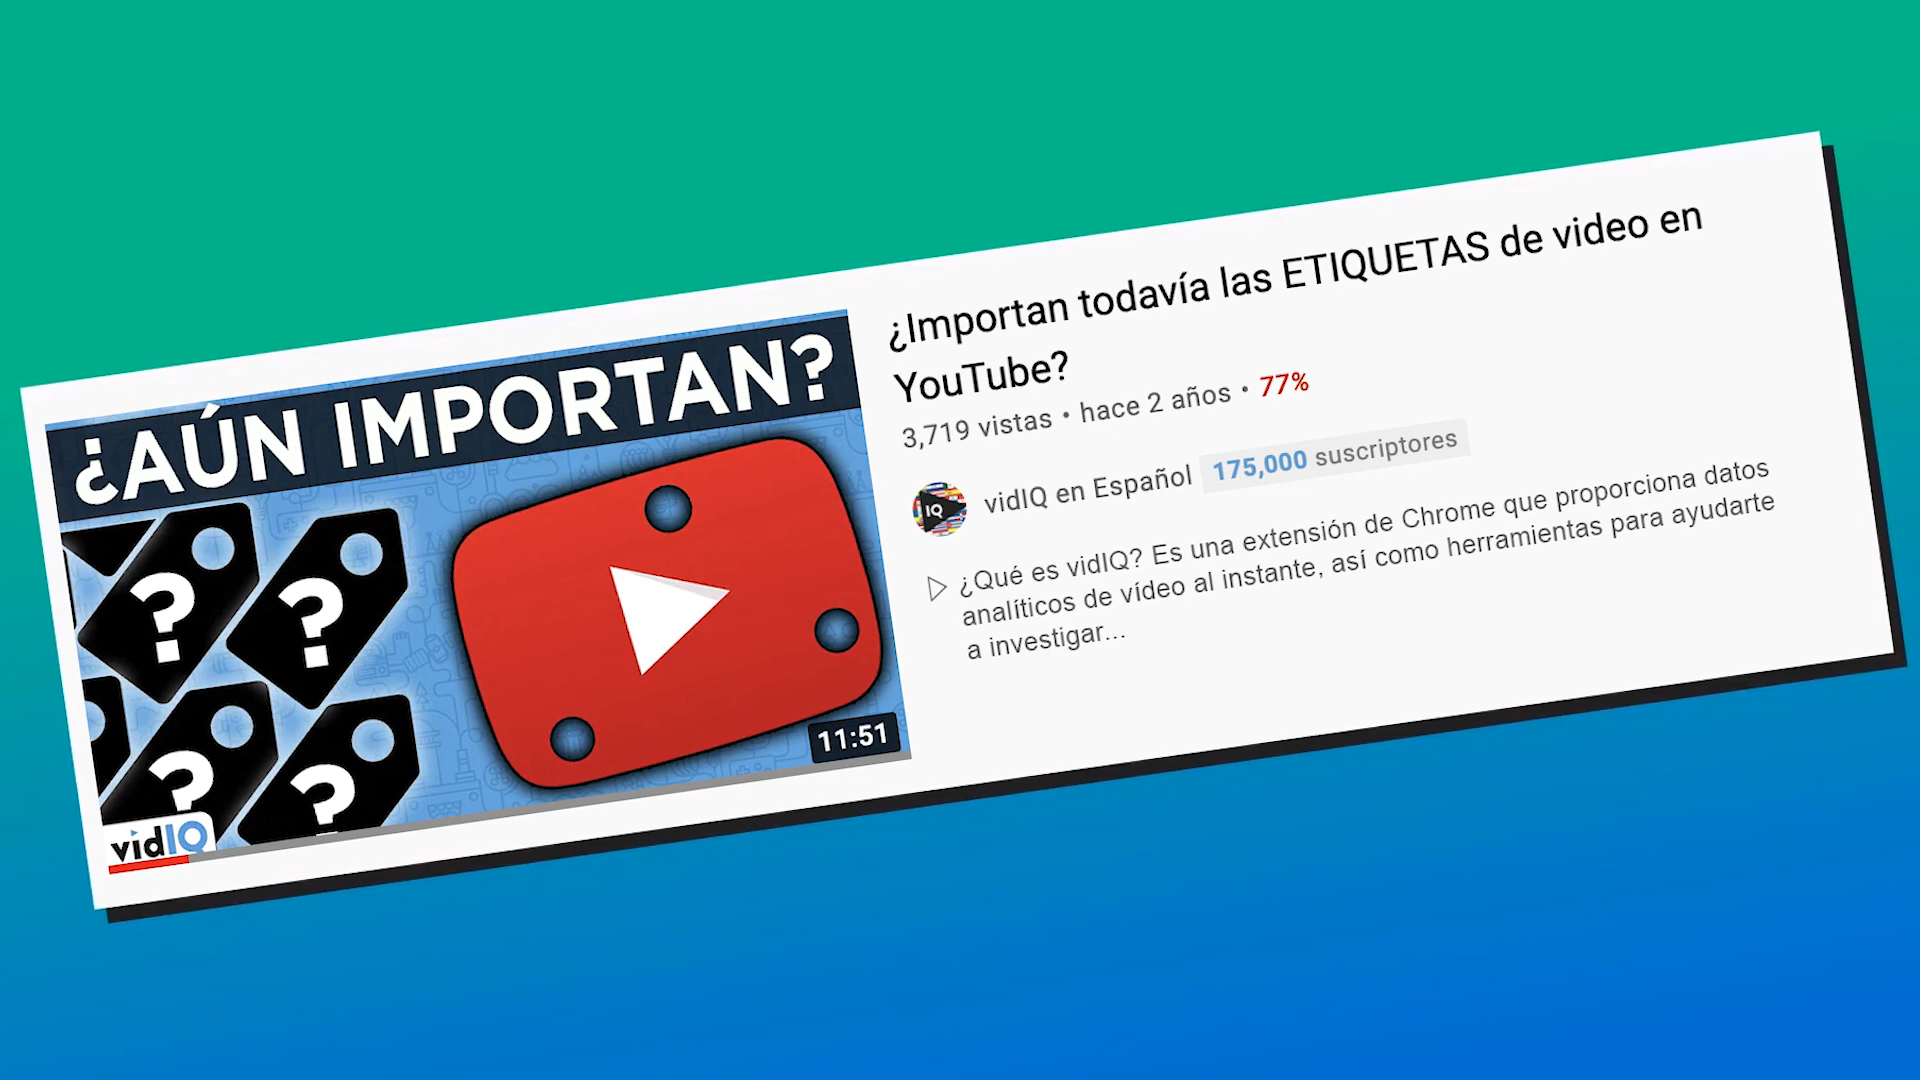 ¿AÚN IMPORTAN?
?
?
?
?
vidIQ
11:51
¿Importan todavía las ETIQUETAS de video en
YouTube?
3,719 vistas • hace 2 años • 77%
IQ
vidIQ en Español 175,000 suscriptores
¿Qué es vidIQ? Es una extensión de Chrome que proporciona datos
analíticos de vídeo al instante, así como herramientas para ayudarte
a investigar...